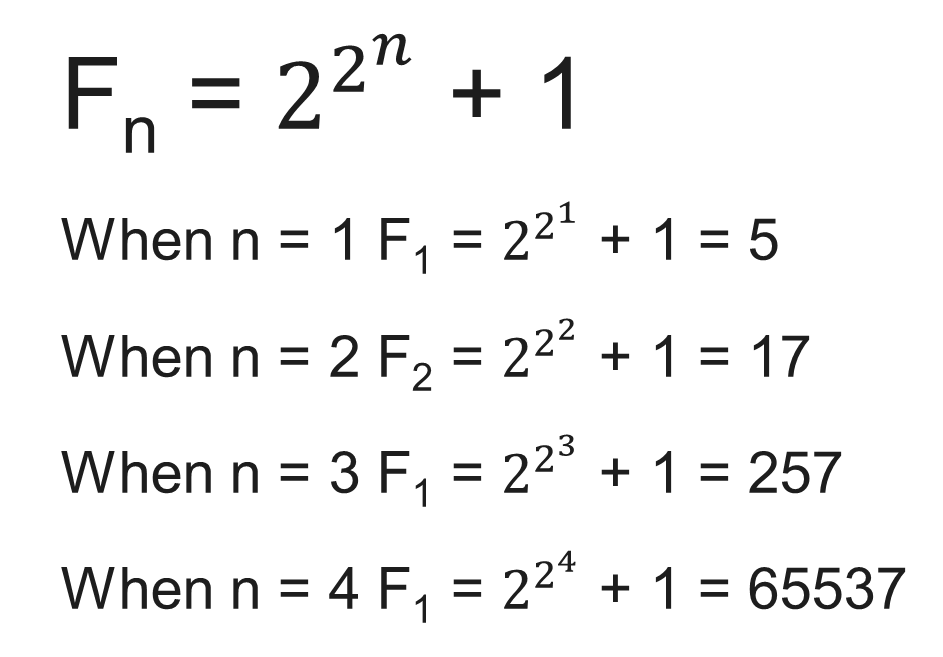 Fₙ = 2^2^n + 1
When n = 1 F₁ = 2^2^1 + 1 = 5
When n = 2 F₂ = 2^2^2 + 1 = 17
When n = 3 F₁ = 2^2^3 + 1 = 257
When n = 4 F₁ = 2^2^4 + 1 = 65537